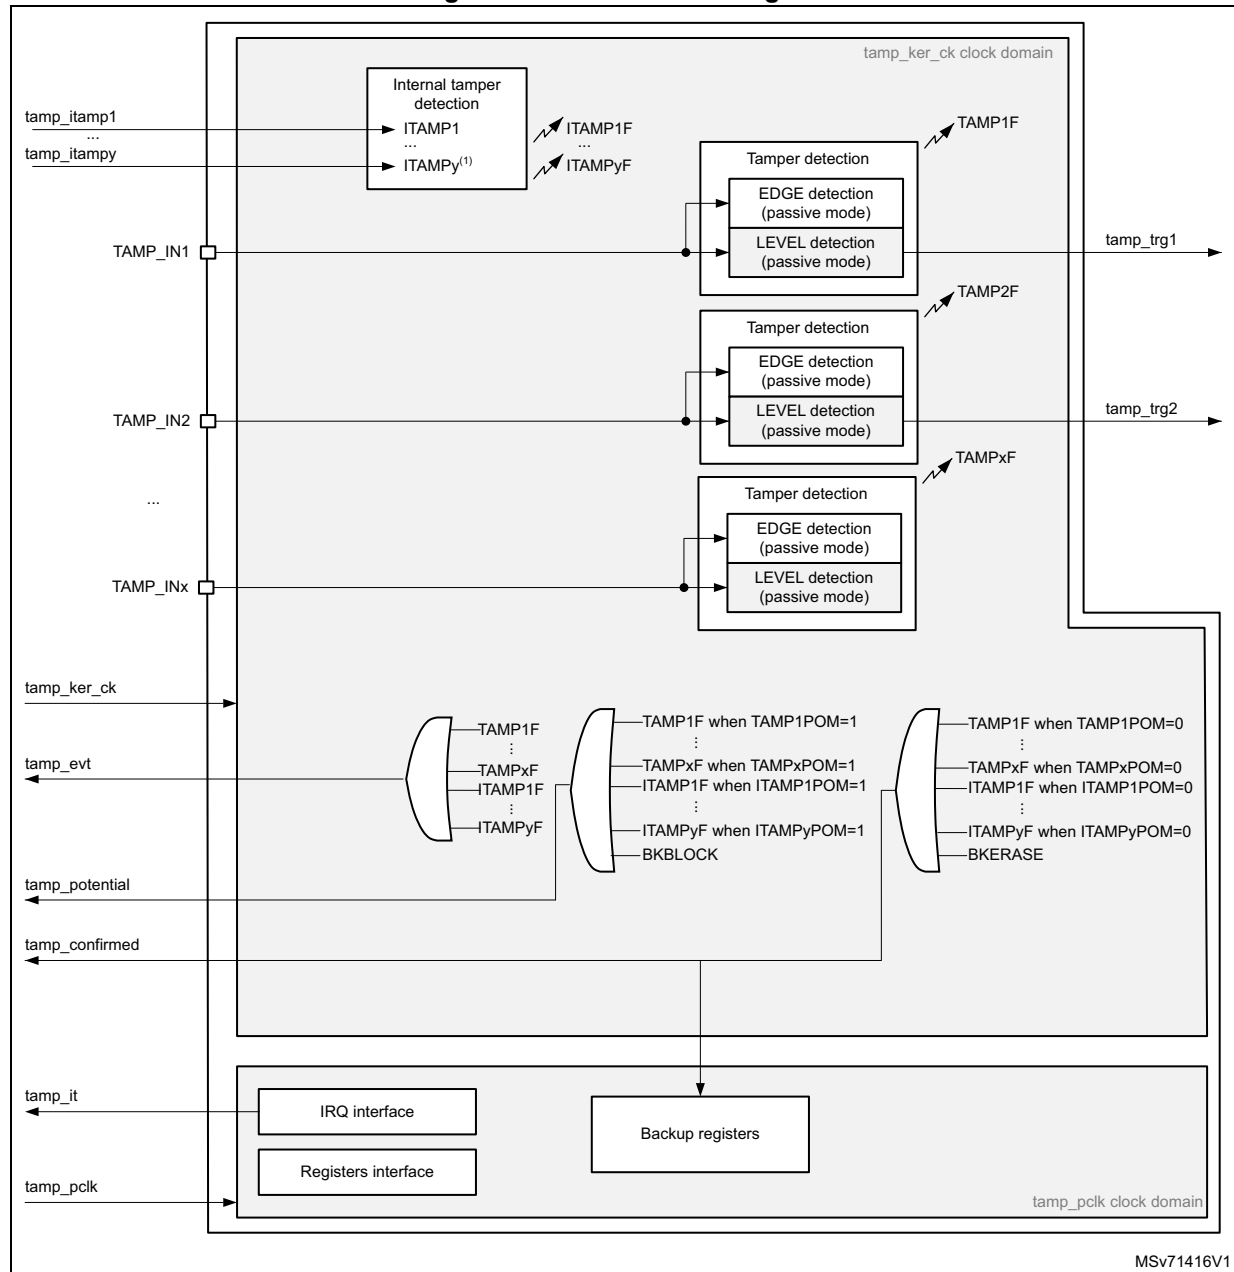 tamp_ker_ck clock domain
Internal tamper
detection
tamp_itamp1
ITAMP1
ITAMP1F
TAMP1F
...
...
...
tamp_itampy
ITAMPy(1)
ITAMPyF
Tamper detection
EDGE detection
(passive mode)
TAMP_IN1
LEVEL detection
(passive mode)
tamp_trg1
TAMP2F
Tamper detection
EDGE detection
(passive mode)
TAMP_IN2
LEVEL detection
(passive mode)
tamp_trg2
TAMPxF
...
Tamper detection
EDGE detection
(passive mode)
TAMP_INx
LEVEL detection
(passive mode)
tamp_ker_ck
TAMP1F
⋮
TAMPxF
ITAMP1F
⋮
ITAMPyF
TAMP1F when TAMP1POM=1
⋮
TAMPxF when TAMPxPOM=1
ITAMP1F when ITAMP1POM=1
⋮
ITAMPyF when ITAMPyPOM=1
BKBLOCK
TAMP1F when TAMP1POM=0
⋮
TAMPxF when TAMPxPOM=0
ITAMP1F when ITAMP1POM=0
⋮
ITAMPyF when ITAMPyPOM=0
BKERASE
tamp_evt
tamp_potential
tamp_confirmed
tamp_it
IRQ interface
Backup registers
Registers interface
tamp_pclk
tamp_pclk clock domain
MSv71416V1